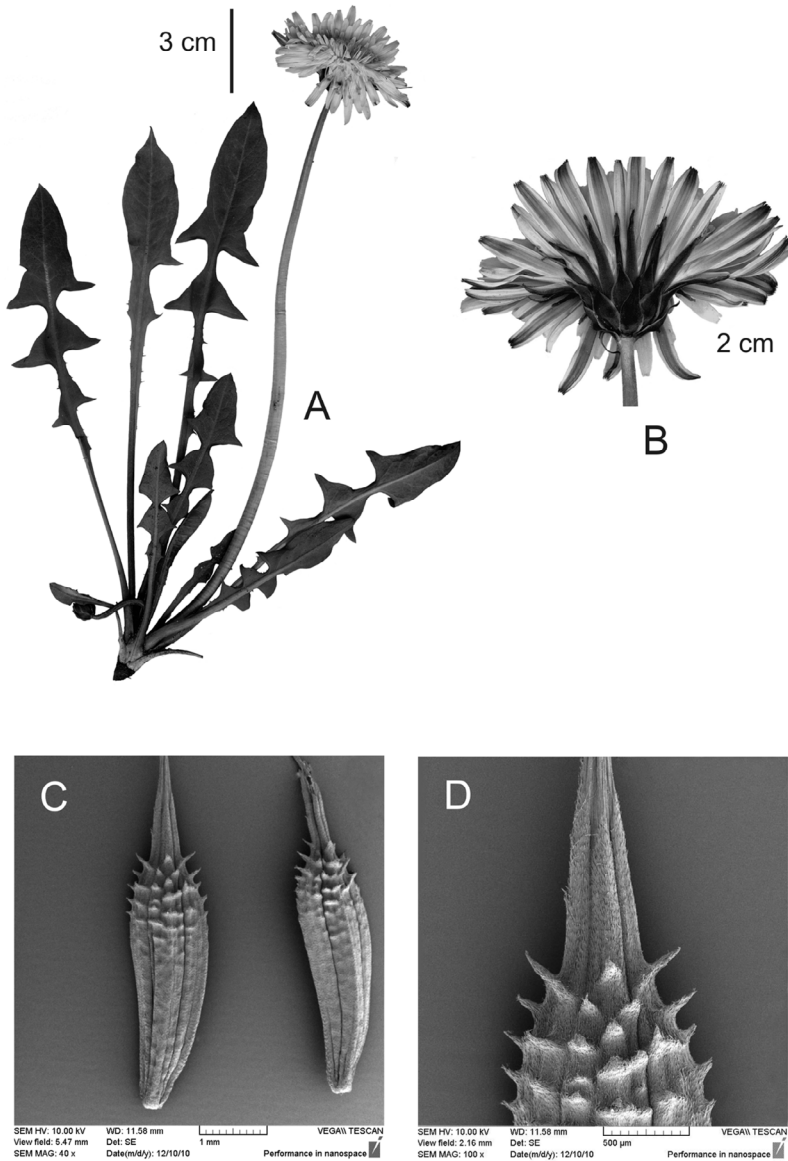 3 cm
A
2 cm
B
C
D
SEM HV: 10.00 kV WD: 11.58 mm VEGA\\ TESCAN
View field: 5.47 mm Det: SE 1 mm
SEM MAG: 40 x Date(m/d/y): 12/10/10 Performance in nanospace
SEM HV: 10.00 kV WD: 11.58 mm VEGA\\ TESCAN
View field: 2.16 mm Det: SE 500 µm
SEM MAG: 100 x Date(m/d/y): 12/10/10 Performance in nanospace